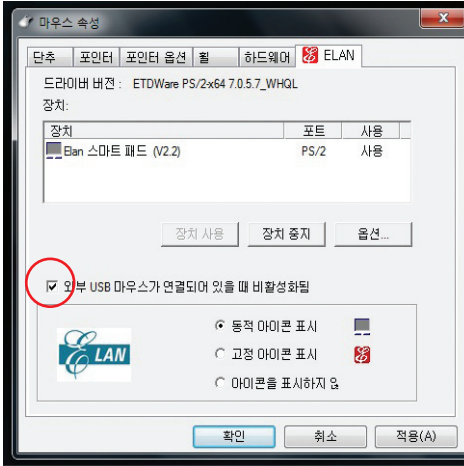 마우스 속성
단추 포인터 포인터 옵션 휠 하드웨어 ELAN
드라이버 버전 : ETDWare PS/2-x64 7.0.5.7_WHQL
장치:
장치 포트 사용
Elan 스마트 패드 (V2.2) PS/2 사용
장치 사용 장치 중지 옵션...
외부 USB 마우스가 연결되어 있을 때 비활성화됨
동적 아이콘 표시
ELAN
고정 아이콘 표시
아이콘을 표시하지 않
확인 취소 적용(A)